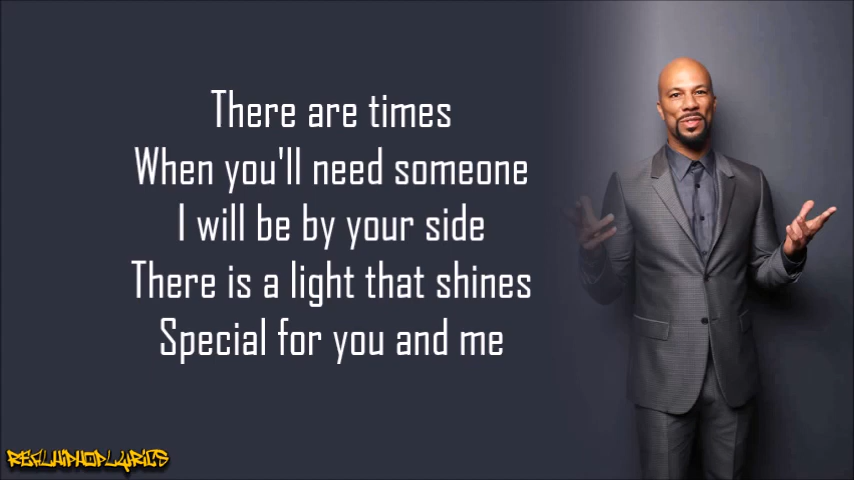 There are times
When you'll need someone
I will be by your side
There is a light that shines
Special for you and me
REALHIPHOPLYRICS